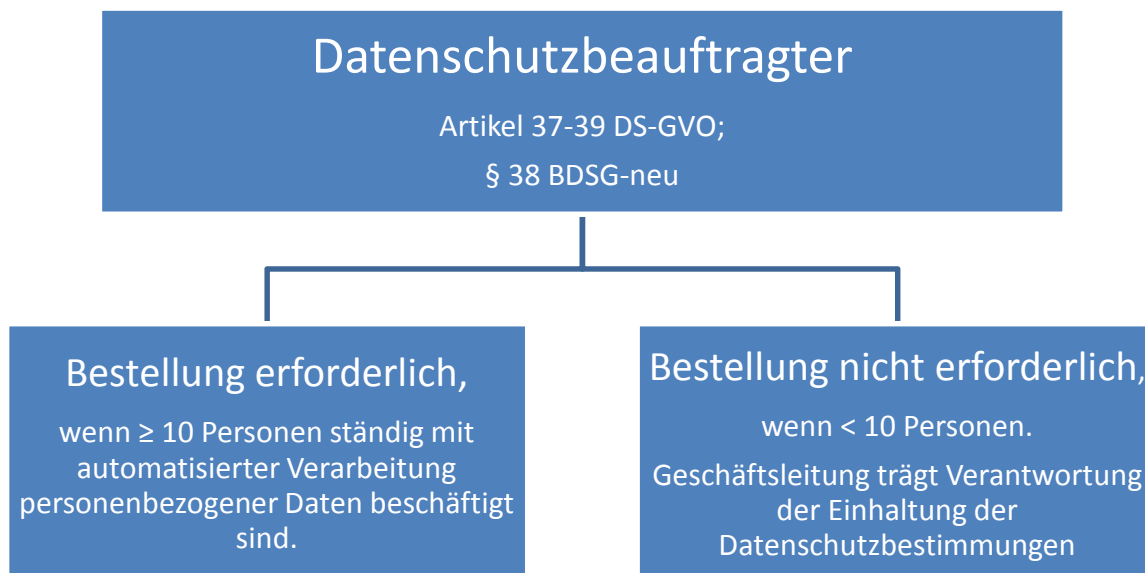 Datenschutzbeauftragter
Artikel 37-39 DS-GVO;
§ 38 BDSG-neu
Bestellung erforderlich,
wenn ≥ 10 Personen ständig mit
automatisierter Verarbeitung
personenbezogener Daten beschäftigt
sind.
Bestellung nicht erforderlich,
wenn < 10 Personen.
Geschäftsleitung trägt Verantwortung
der Einhaltung der
Datenschutzbestimmungen